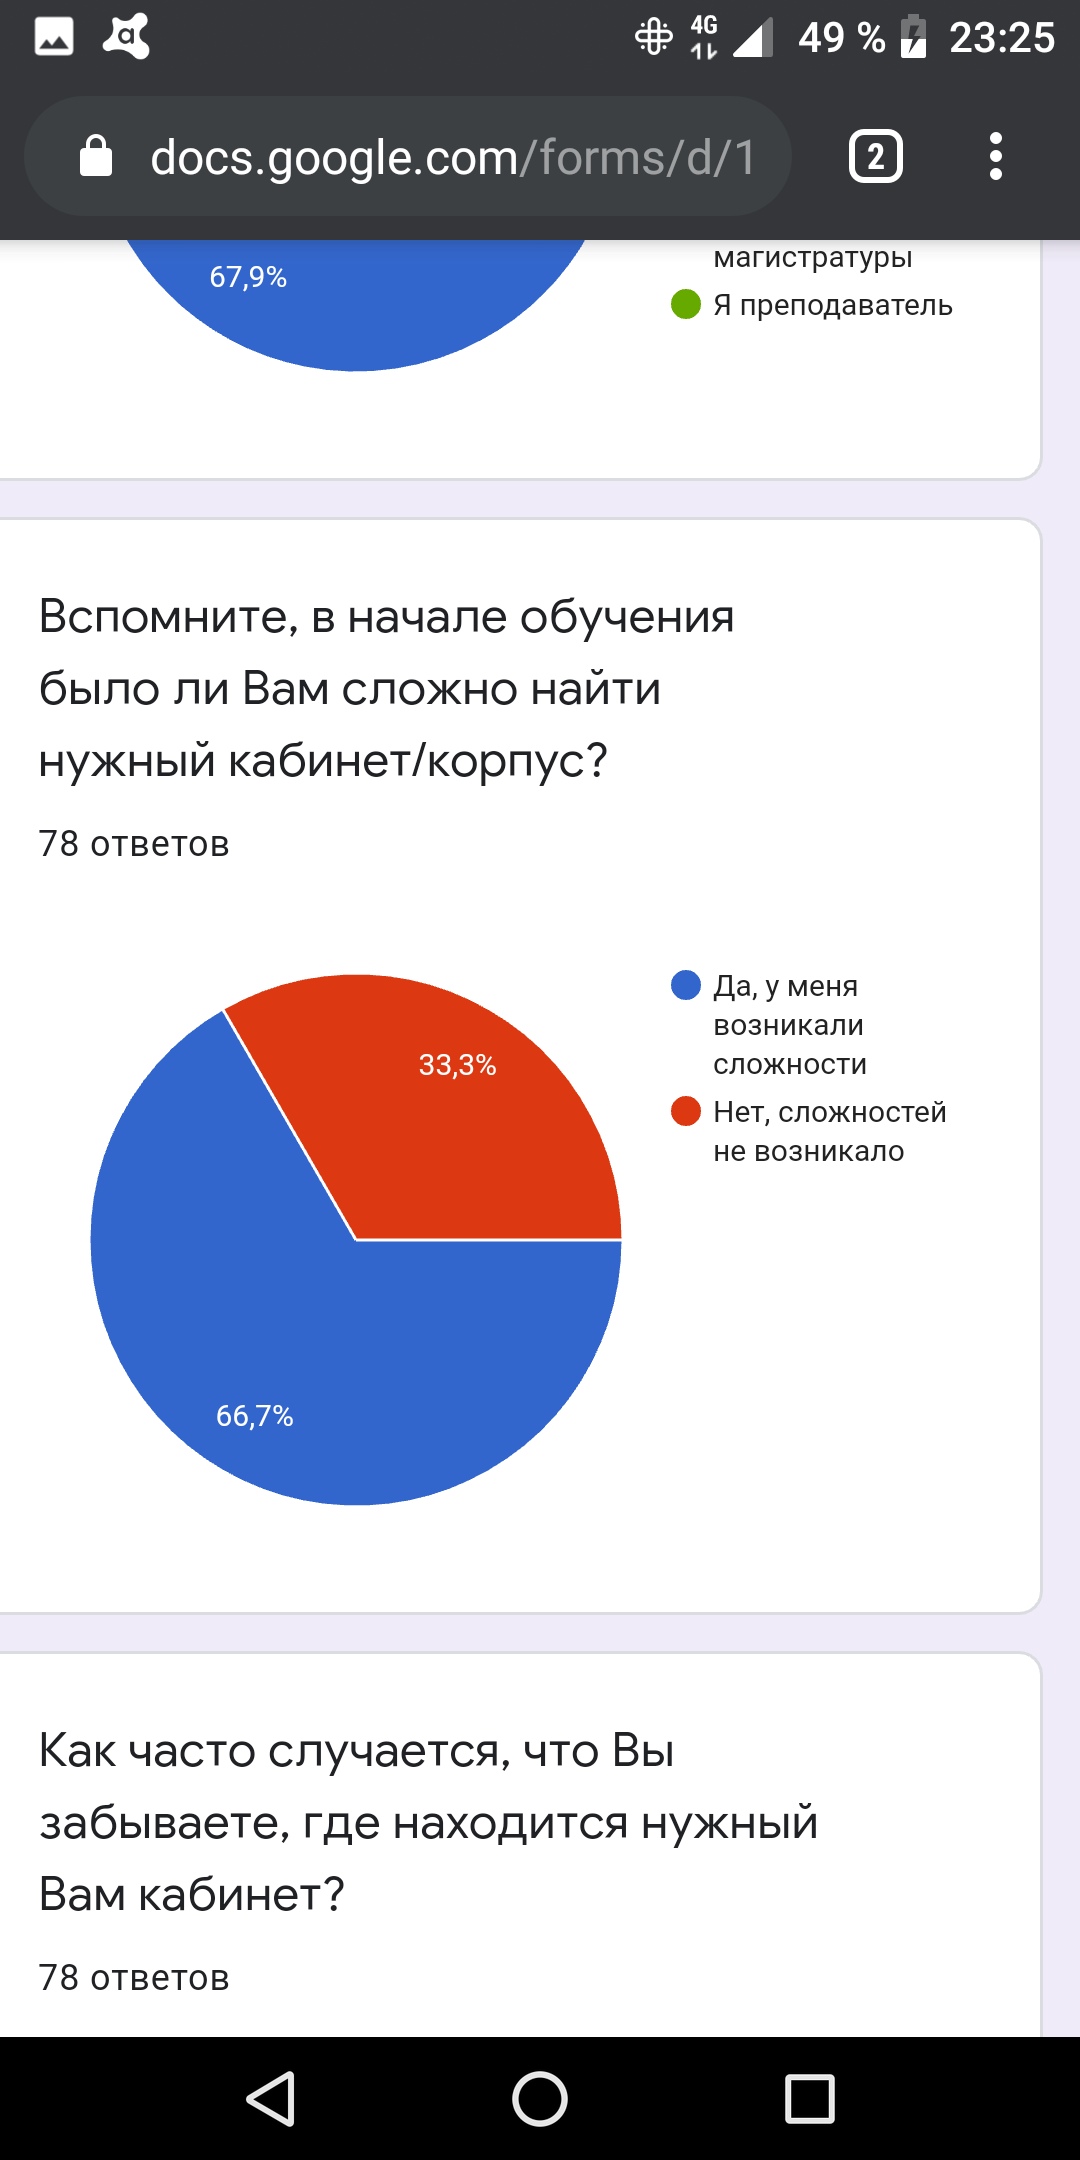 4G
49 %
23:25
docs.google.com/forms/d/1
2
67,9%
магистратуры
Я преподаватель
Вспомните, в начале обучения
было ли Вам сложно найти
нужный кабинет/корпус?
78 ответов
33,3%
66,7%
Да, у меня
возникали
сложности
Нет, сложностей
не возникало
Как часто случается, что Вы
забываете, где находится нужный
Вам кабинет?
78 ответов